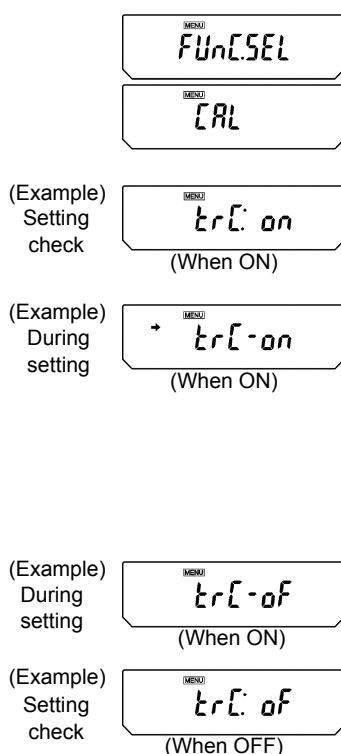 MENU
FUnC.SEL
MENU
CAL
(Example)
Setting
check
MENU
trC: on
(When ON)
(Example)
During
setting
➜ MENU
trC-on
(When ON)
(Example)
During
setting
MENU
trC-oF
(When ON)
(Example)
Setting
check
MENU
trC: oF
(When OFF)